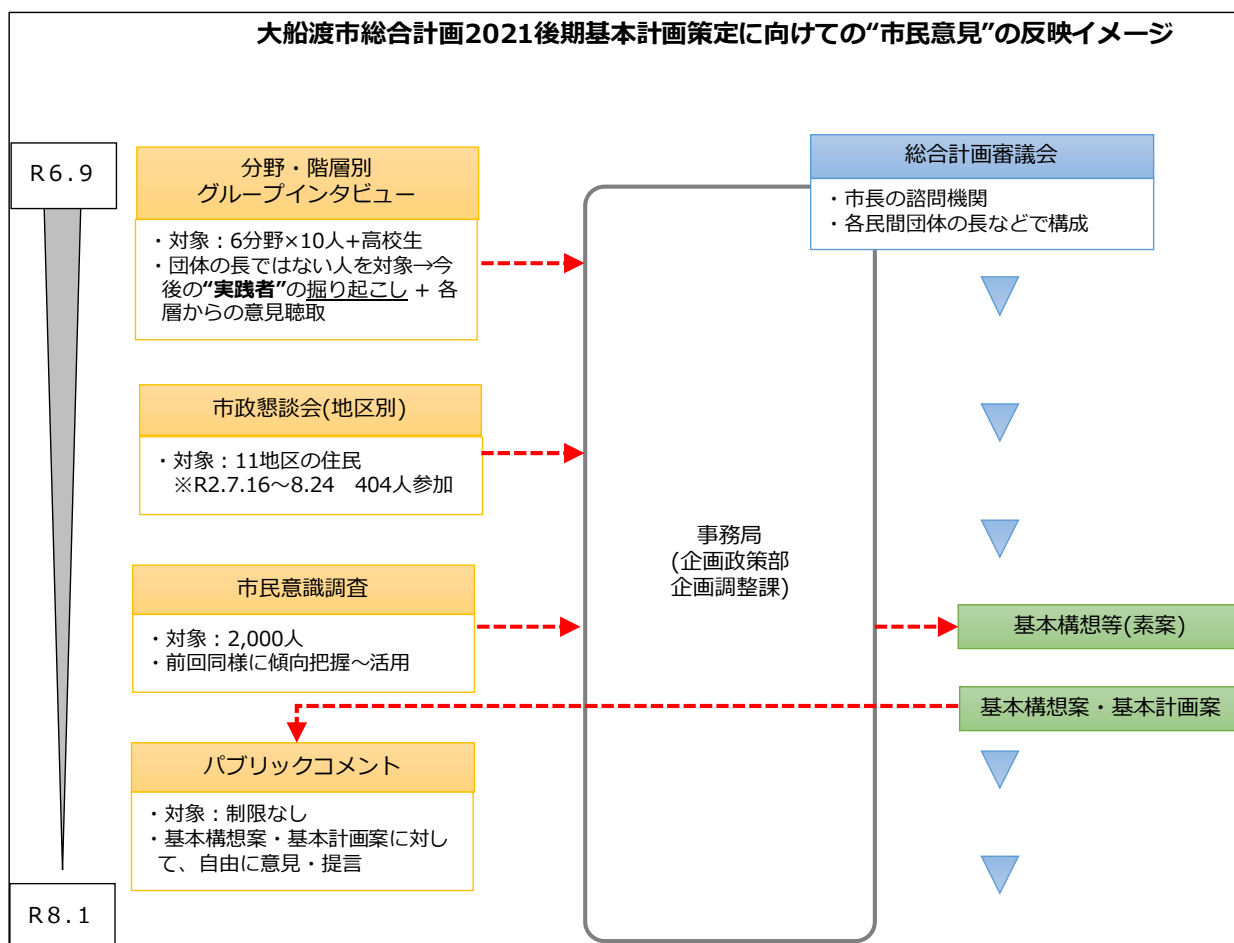 大船渡市総合計画2021後期基本計画策定に向けての“市民意見”の反映イメージ
R6.9
分野・階層別
グループインタビュー
・対象：6分野×10人+高校生
・団体の長ではない人を対象→今
後の“実践者”の掘り起こし + 各
層からの意見聴取
総合計画審議会
・市長の諮問機関
・各民間団体の長などで構成
市政懇談会(地区別)
・対象：11地区の住民
※R2.7.16～8.24　404人参加
事務局
(企画政策部
企画調整課)
市民意識調査
・対象：2,000人
・前回同様に傾向把握～活用
基本構想等(素案)
基本構想案・基本計画案
パブリックコメント
・対象：制限なし
・基本構想案・基本計画案に対し
て、自由に意見・提言
R8.1